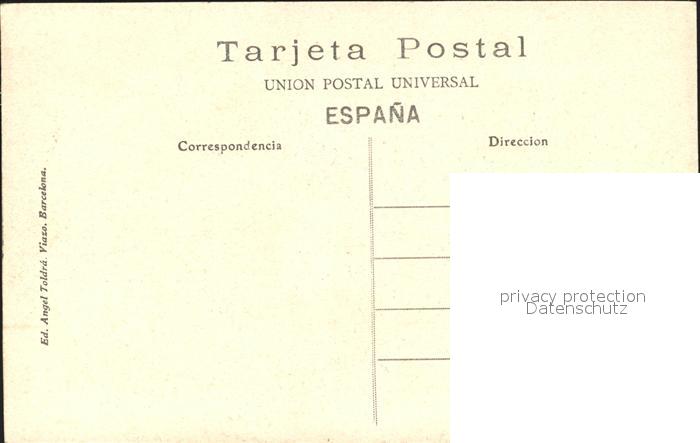 Tarjeta Postal
UNION POSTAL UNIVERSAL
ESPAÑA
Correspondencia
Direccion
Ed. Angel Toldrá. Viazo. Barcelona.
privacy protection
Datenschutz